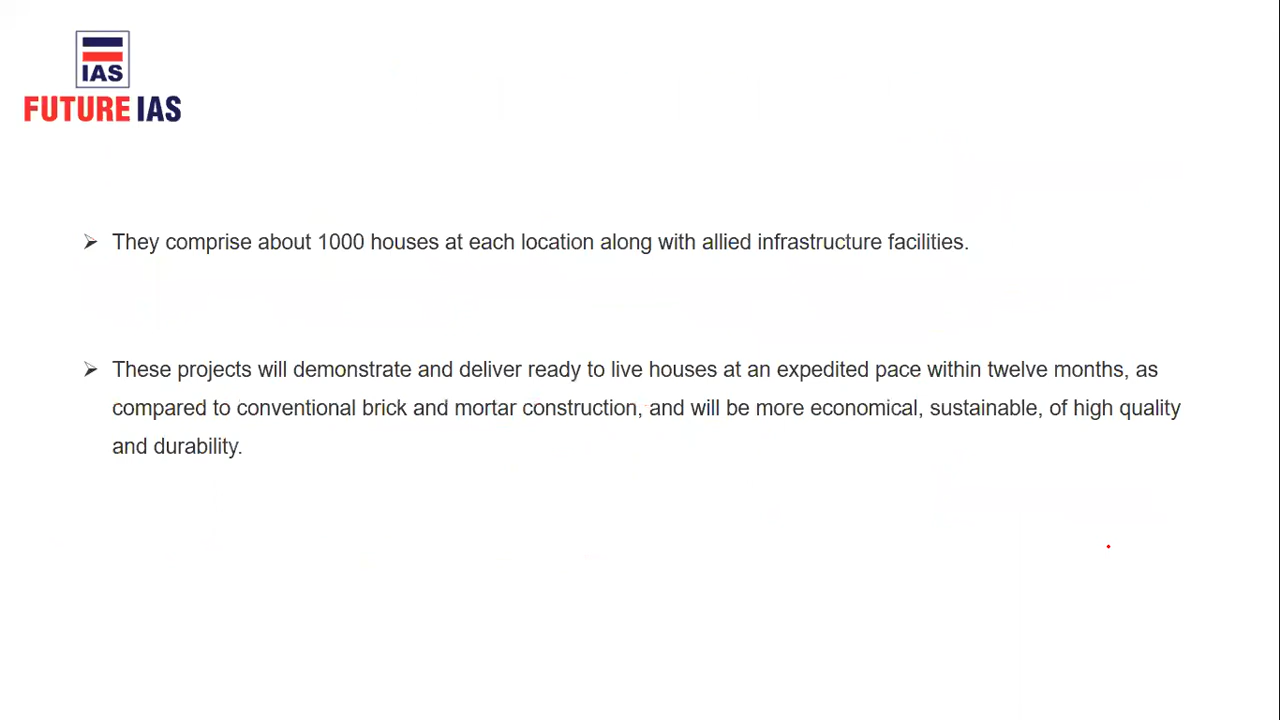 IAS
FUTURE IAS
They comprise about 1000 houses at each location along with allied infrastructure facilities.
These projects will demonstrate and deliver ready to live houses at an expedited pace within twelve months, as
compared to conventional brick and mortar construction, and will be more economical, sustainable, of high quality
and durability.